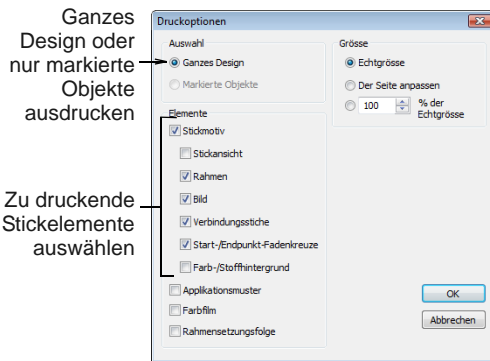 Ganzes
Design oder
nur markierte
Objekte
ausdrucken
Zu druckende
Stickelemente
auswählen
Druckoptionen
Auswahl
Ganzes Design
Markierte Objekte
Elemente
Stickmotiv
Stickansicht
Rahmen
Bild
Verbindungsstiche
Start-/Endpunkt-Fadenkreuze
Farb-/Stoffhintergrund
Applikationsmuster
Farbfilm
Rahmensetzungsfolge
Grösse
Echtgrösse
Der Seite anpassen
100 % der
Echtgrösse
OK
Abbrechen